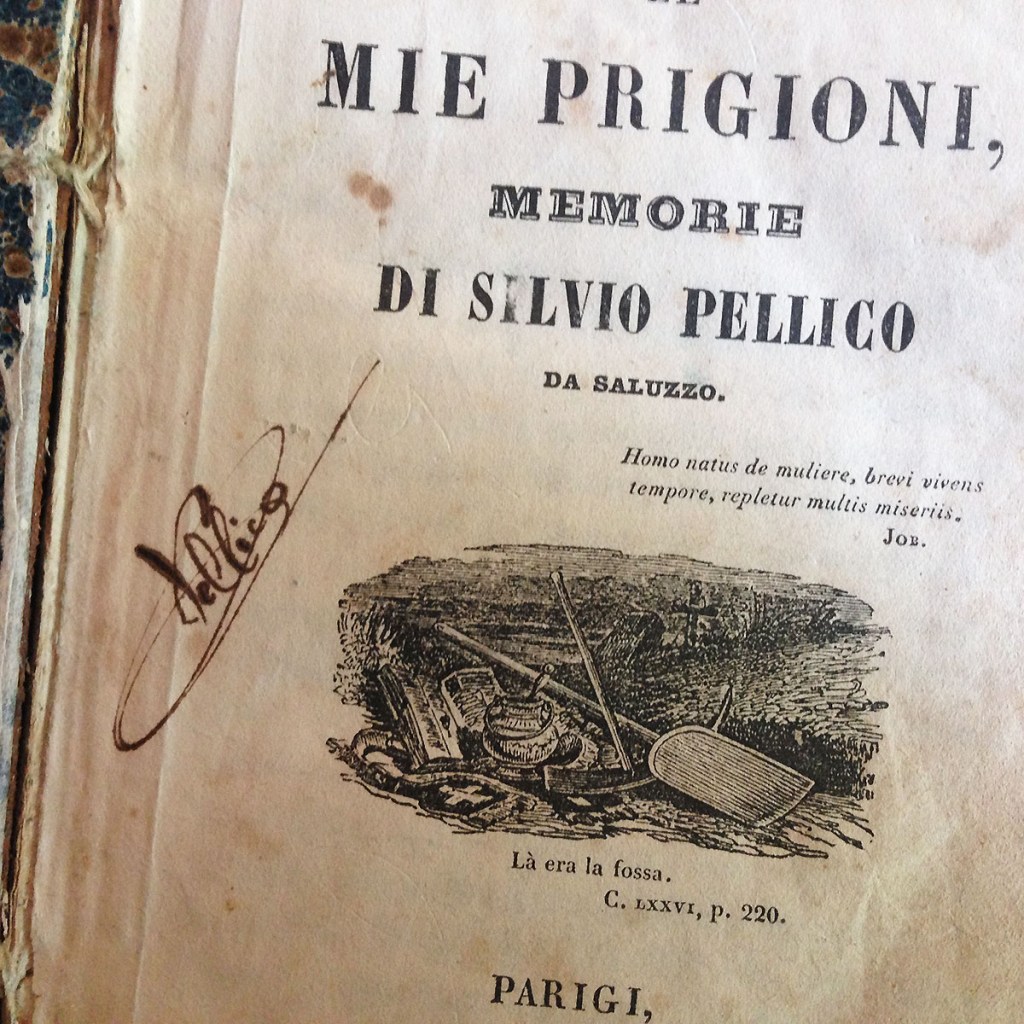 MIE PRIGIONI,
MEMORIE
DI SILVIO PELLICO
DA SALUZZO.
Homo natus de muliere, brevi vivens
tempore, repletur multis miseriis.
JOB.
Pellico
Là era la fossa.
C. LXXVI, p. 220.
PARIGI,